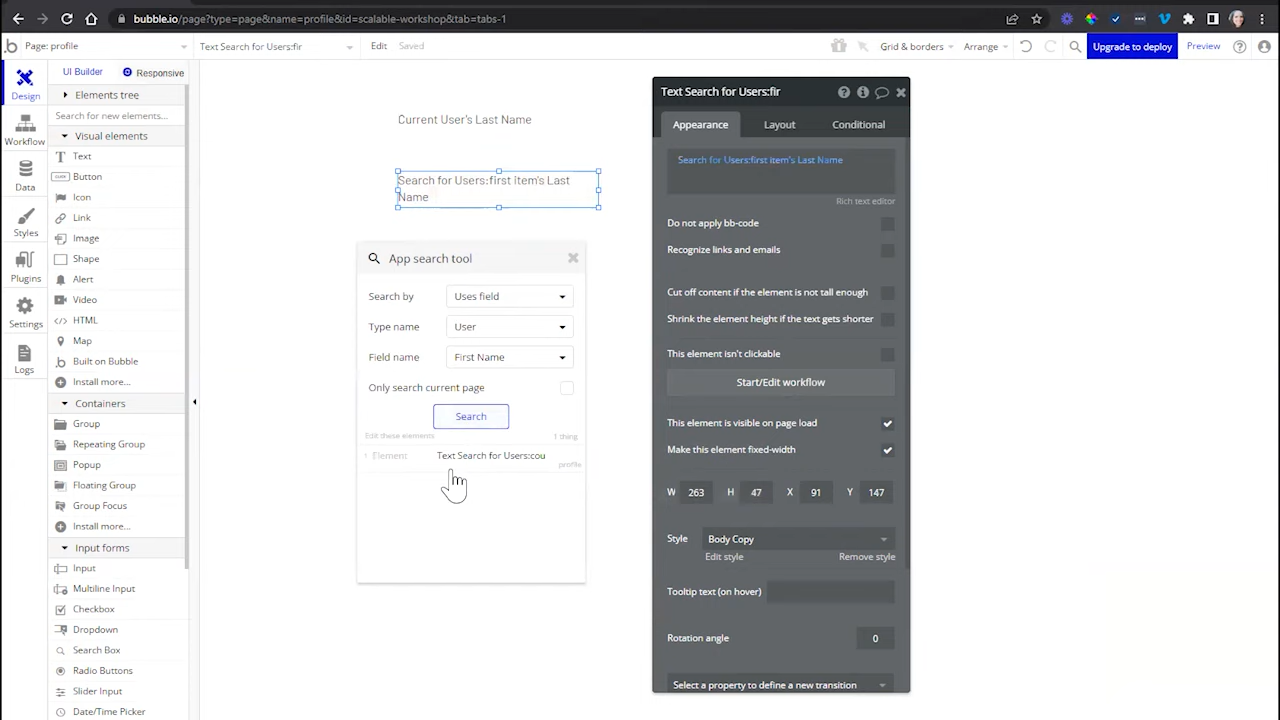 bubble.io/page?type=page&name=profile&id=scalable-workshop&tab=tabs-1
Page: profile
Text Search for Users:fir
Edit
Saved
Grid & borders
Arrange
Upgrade to deploy
Preview
Design
Workflow
Data
Styles
Plugins
Settings
Logs
UI Builder
Responsive
Elements tree
Search for new elements...
Visual elements
Text
CLICK
Button
Icon
Link
Image
Shape
Alert
Video
</> HTML
Map
Built on Bubble
Install more...
Containers
Group
Repeating Group
Popup
Floating Group
Group Focus
Install more...
Input forms
Input
Multiline Input
Checkbox
Dropdown
Search Box
Radio Buttons
Slider Input
Date/Time Picker
Current User's Last Name
Search for Users:first item's Last
Name
App search tool
Search by
Uses field
Type name
User
Field name
First Name
Only search current page
Search
Edit these elements
1 thing
1 Element
Text Search for Users:cou
profile
Text Search for Users:fir
Appearance
Layout
Conditional
Search for Users:first item's Last Name
Rich text editor
Do not apply bb-code
Recognize links and emails
Cut off content if the element is not tall enough
Shrink the element height if the text gets shorter
This element isn't clickable
Start/Edit workflow
This element is visible on page load
Make this element fixed-width
W 263 H 47 X 91 Y 147
Style
Body Copy
Edit style
Remove style
Tooltip text (on hover)
Rotation angle
0
Select a property to define a new transition